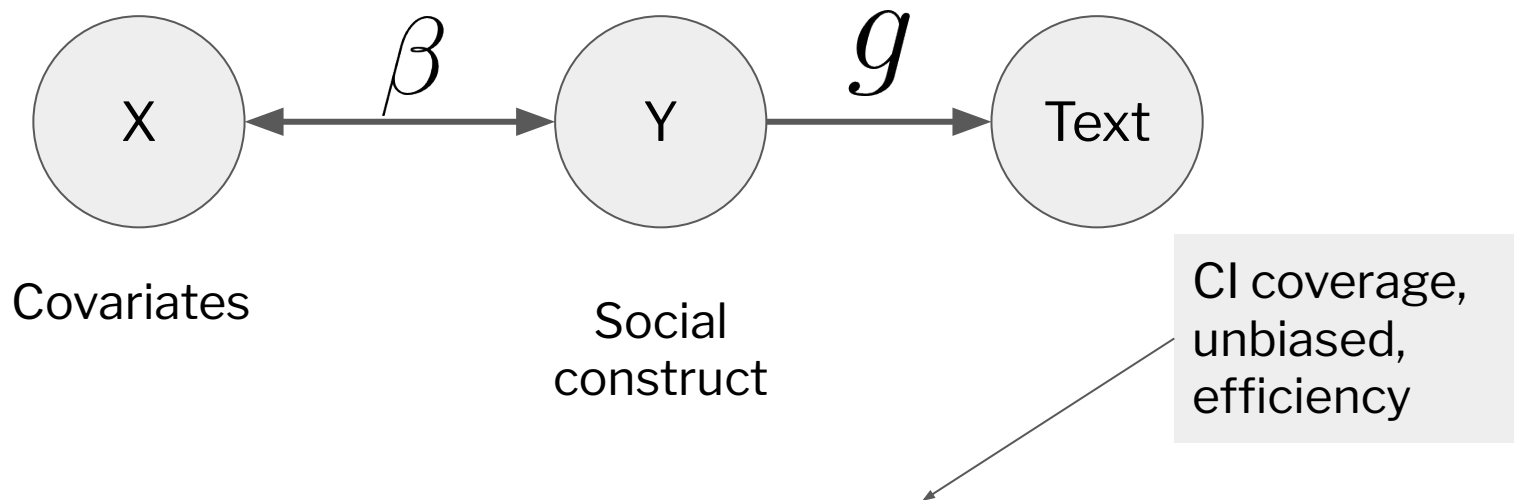 β
g
X
Y
Text
Covariates
Social
construct
CI coverage,
unbiased,
efficiency